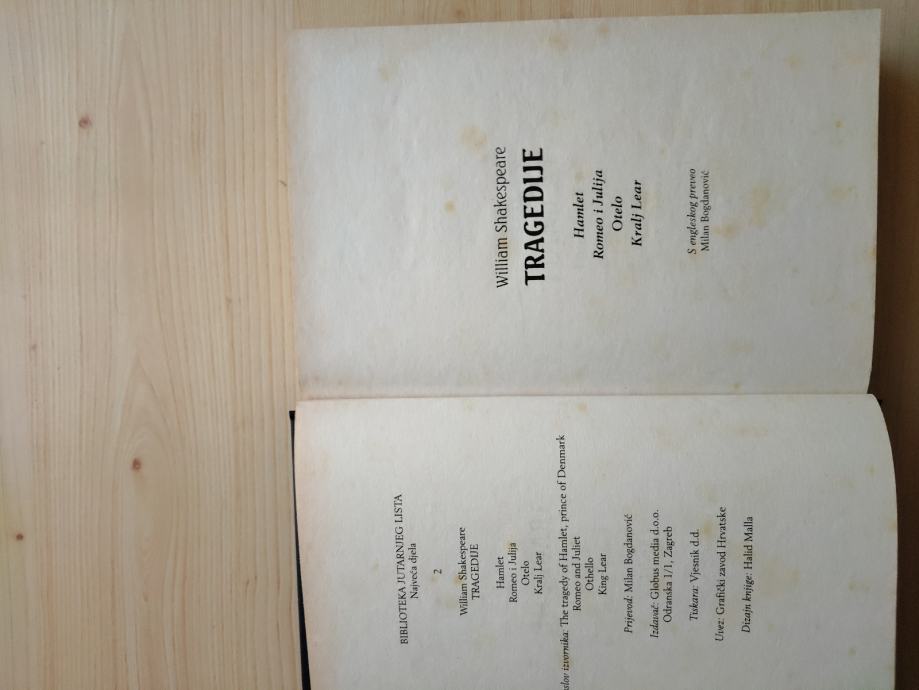 BIBLIOTEKA JUTARNJEG LISTA
Najveća djela
2
William Shakespeare
TRAGEDIJE
Hamlet
Romeo i Julija
Otelo
Kralj Lear
izvornika: The tragedy of Hamlet, prince of Denmark
Romeo and Juliet
Othello
King Lear
Prijevod: Milan Bogdanović
Izdavač: Globus media d.o.o.
Odranska 1/1, Zagreb
Tiskara: Vjesnik d.d.
Uvez: Grafički zavod Hrvatske
Dizajn knjige: Halid Malla
William Shakespeare
TRAGEDIJE
Hamlet
Romeo i Julija
Otelo
Kralj Lear
S engleskog preveo
Milan Bogdanović